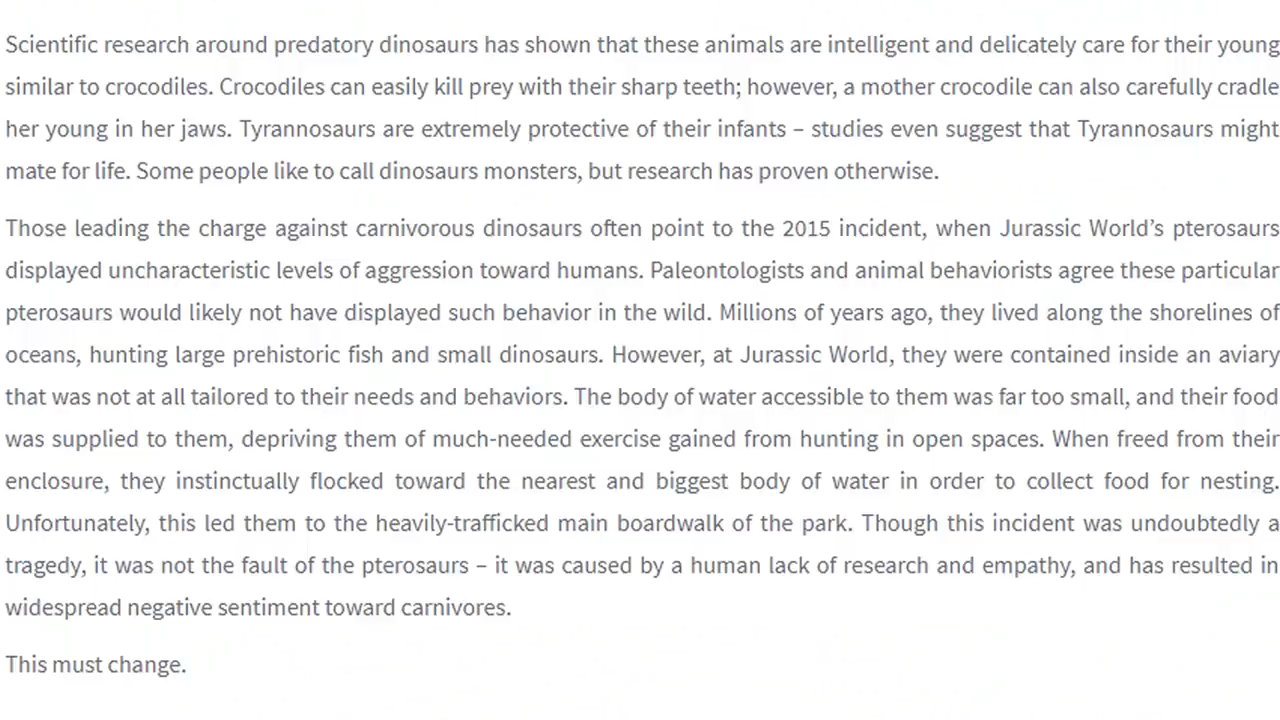 Scientific research around predatory dinosaurs has shown that these animals are intelligent and delicately care for their young
similar to crocodiles. Crocodiles can easily kill prey with their sharp teeth; however, a mother crocodile can also carefully cradle
her young in her jaws. Tyrannosaurs are extremely protective of their infants – studies even suggest that Tyrannosaurs might
mate for life. Some people like to call dinosaurs monsters, but research has proven otherwise.
Those leading the charge against carnivorous dinosaurs often point to the 2015 incident, when Jurassic World’s pterosaurs
displayed uncharacteristic levels of aggression toward humans. Paleontologists and animal behaviorists agree these particular
pterosaurs would likely not have displayed such behavior in the wild. Millions of years ago, they lived along the shorelines of
oceans, hunting large prehistoric fish and small dinosaurs. However, at Jurassic World, they were contained inside an aviary
that was not at all tailored to their needs and behaviors. The body of water accessible to them was far too small, and their food
was supplied to them, depriving them of much-needed exercise gained from hunting in open spaces. When freed from their
enclosure, they instinctually flocked toward the nearest and biggest body of water in order to collect food for nesting.
Unfortunately, this led them to the heavily-trafficked main boardwalk of the park. Though this incident was undoubtedly a
tragedy, it was not the fault of the pterosaurs – it was caused by a human lack of research and empathy, and has resulted in
widespread negative sentiment toward carnivores.
This must change.